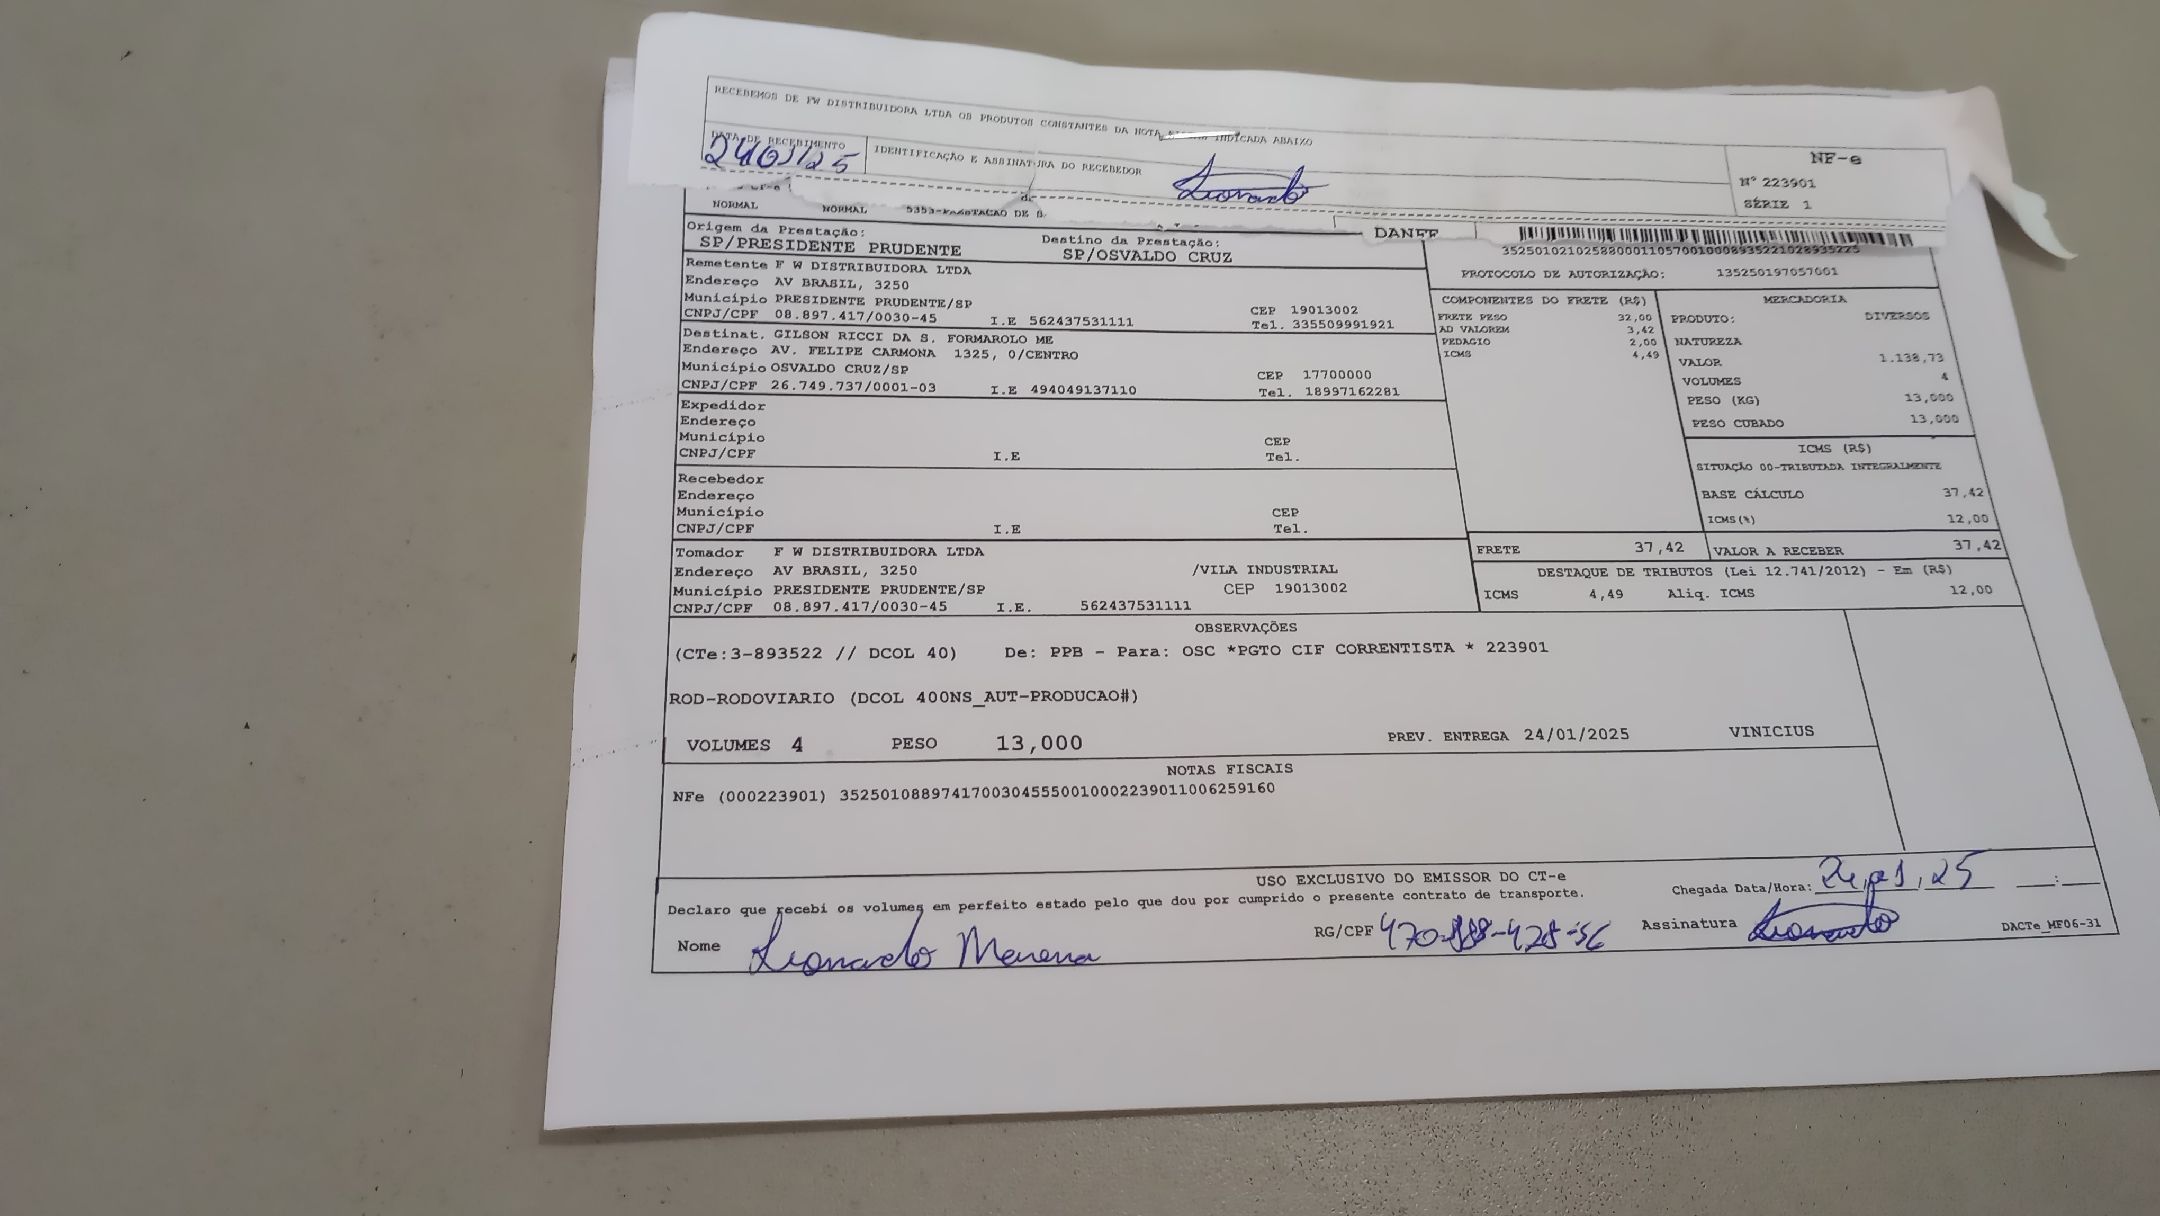 RECEBEMOS DE FW DISTRIBUIDORA LTDA OS PRODUTOS CONSTANTES DA NOTA INDICADA ABAIXO
NF-e
Nº 223901
SÉRIE 1
DATA DE RECEBIMENTO
24/01/25
IDENTIFICAÇÃO E ASSINATURA DO RECEBEDOR
Leonardo
NORMAL NORMAL 5353-PRESTACAO DE S
DANFE
Origem da Prestação: Destino da Prestação:
SP/PRESIDENTE PRUDENTE SP/OSVALDO CRUZ
PROTOCOLO DE AUTORIZAÇÃO: 135250197057001
Remetente F W DISTRIBUIDORA LTDA
Endereço AV BRASIL, 3250
Município PRESIDENTE PRUDENTE/SP CEP 19013002
CNPJ/CPF 08.897.417/0030-45 I.E 562437531111 Tel. 335509991921
Destinat. GILSON RICCI DA S. FORMAROLO ME
Endereço AV. FELIPE CARMONA 1325, 0/CENTRO
Município OSVALDO CRUZ/SP CEP 17700000
CNPJ/CPF 26.749.737/0001-03 I.E 494049137110 Tel. 18997162281
Expedidor
Endereço
Município CEP
CNPJ/CPF I.E Tel.
Recebedor
Endereço
Município CEP
CNPJ/CPF I.E Tel.
Tomador F W DISTRIBUIDORA LTDA
Endereço AV BRASIL, 3250 /VILA INDUSTRIAL
Município PRESIDENTE PRUDENTE/SP CEP 19013002
CNPJ/CPF 08.897.417/0030-45 I.E. 562437531111
COMPONENTES DO FRETE (R$)
FRETE PESO 32,00
AD VALOREM 3,42
PEDAGIO 2,00
ICMS 4,49
MERCADORIA
PRODUTO: DIVERSOS
NATUREZA
VALOR 1.138,73
VOLUMES 4
PESO (KG) 13,000
PESO CUBADO 13,000
ICMS (R$)
SITUAÇÃO 00-TRIBUTADA INTEGRALMENTE
BASE CÁLCULO 37,42
ICMS(%) 12,00
FRETE 37,42 VALOR A RECEBER 37,42
DESTAQUE DE TRIBUTOS (Lei 12.741/2012) - Em (R$)
ICMS 4,49 Aliq. ICMS 12,00
OBSERVAÇÕES
(CTe:3-893522 // DCOL 40) De: PPB - Para: OSC *PGTO CIF CORRENTISTA * 223901
ROD-RODOVIARIO (DCOL 400NS_AUT-PRODUCAO#)
VOLUMES 4 PESO 13,000 PREV. ENTREGA 24/01/2025 VINICIUS
NOTAS FISCAIS
NFe (000223901) 35250108897417003045550010002239011006259160
USO EXCLUSIVO DO EMISSOR DO CT-e
Declaro que recebi os volumes em perfeito estado pelo que dou por cumprido o presente contrato de transporte.
Chegada Data/Hora: 24,01,25 __:__
Nome Leonardo RG/CPF Assinatura Leonardo DACTe_MF06-31